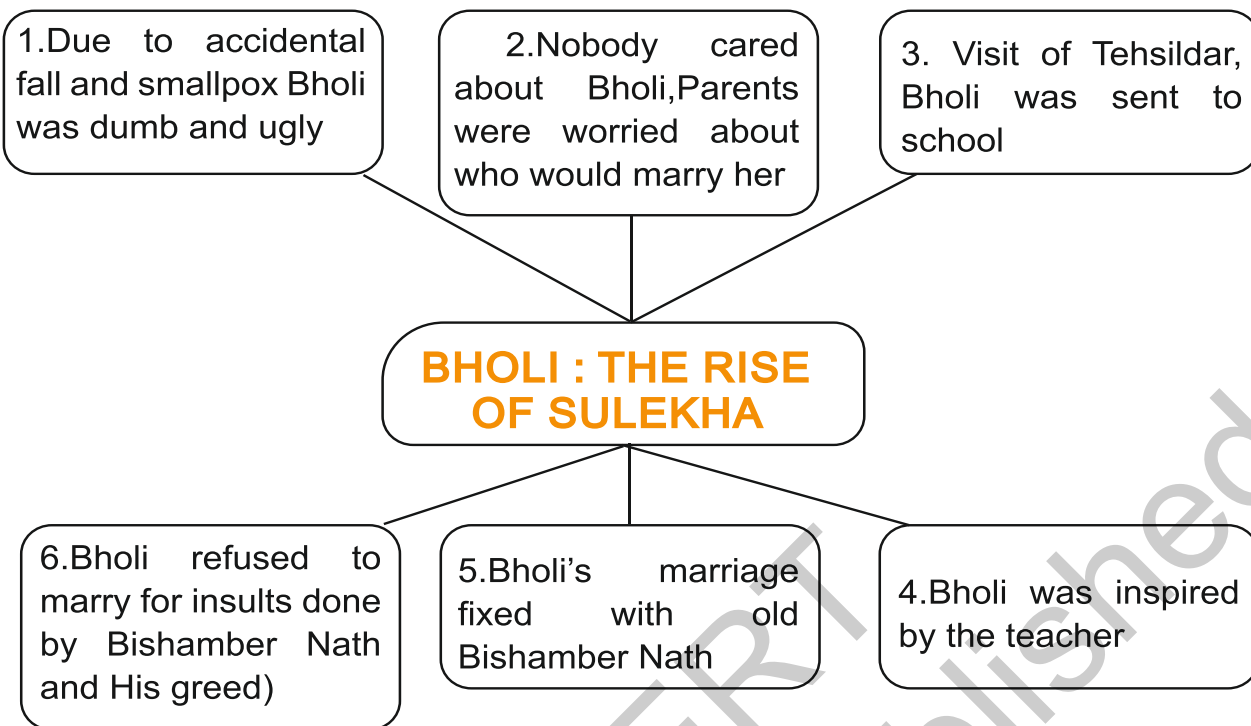 1.Due to accidental
fall and smallpox Bholi
was dumb and ugly
2.Nobody cared
about Bholi,Parents
were worried about
who would marry her
3. Visit of Tehsildar,
Bholi was sent to
school
BHOLI : THE RISE
OF SULEKHA
6.Bholi refused to
marry for insults done
by Bishamber Nath
and His greed)
5.Bholi's marriage
fixed with old
Bishamber Nath
4.Bholi was inspired
by the teacher